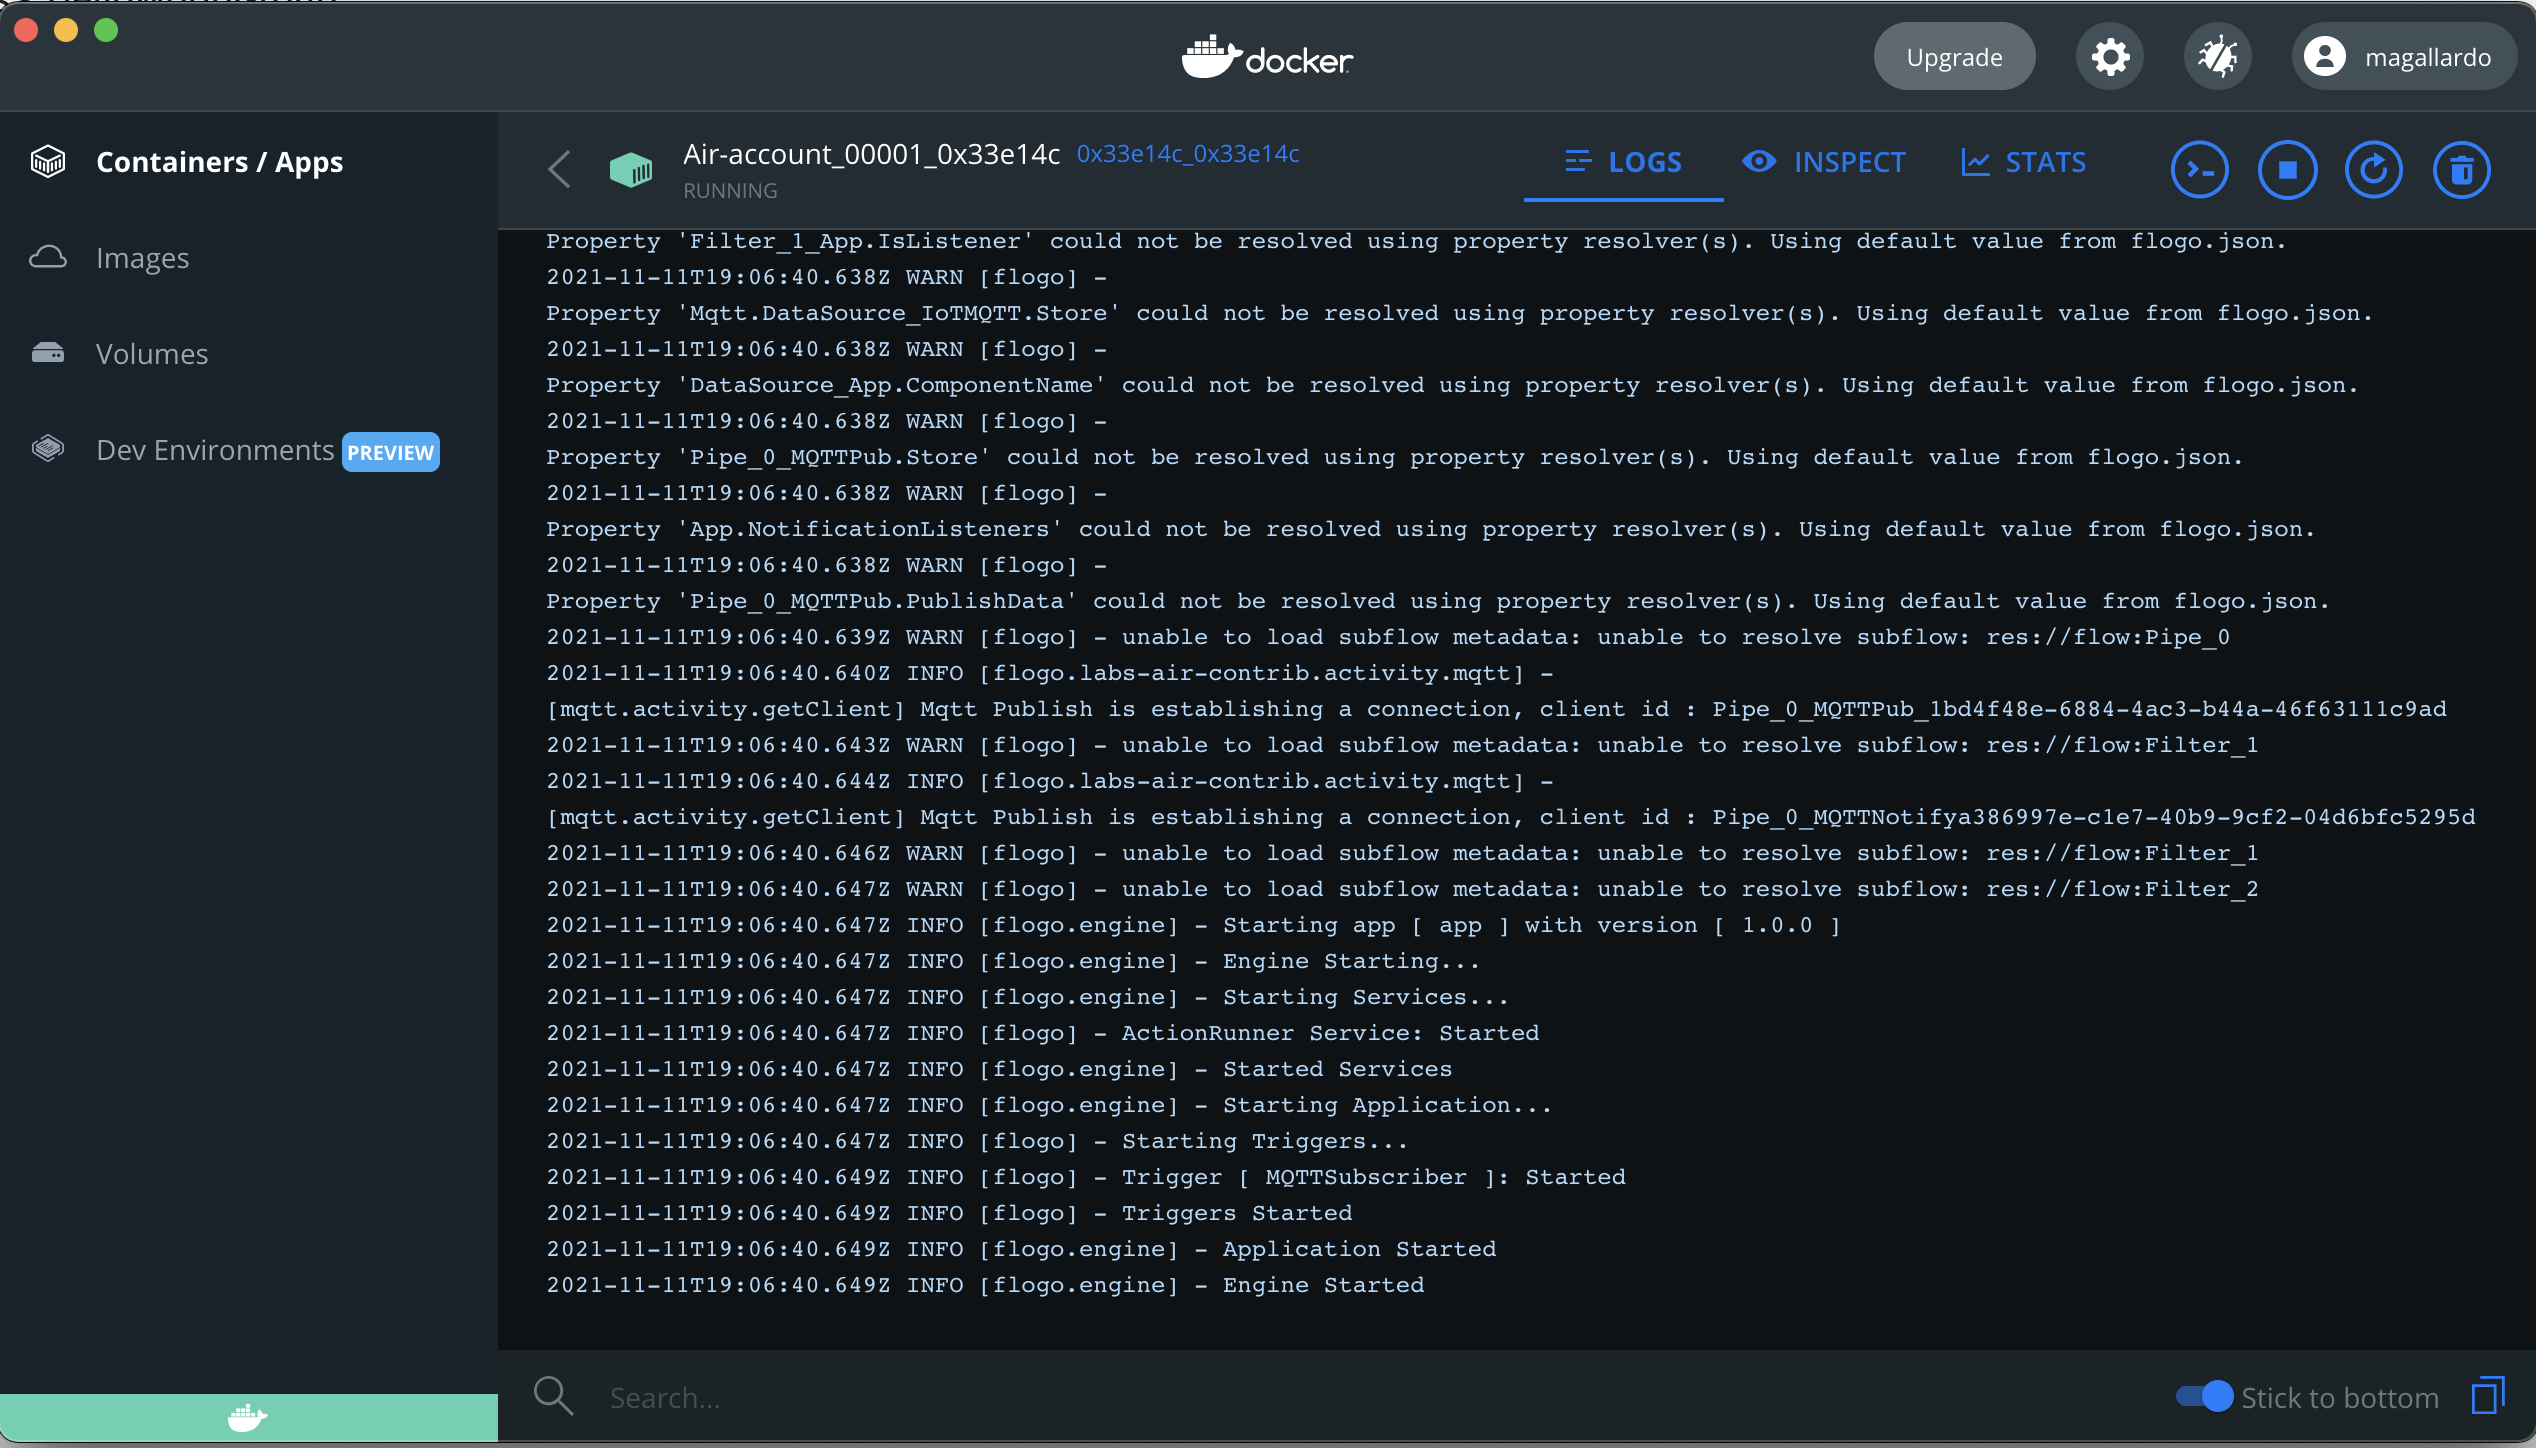 docker
Upgrade
magallardo
Containers / Apps
Images
Volumes
Dev Environments PREVIEW
Air-account_00001_0x33e14c 0x33e14c_0x33e14c
RUNNING
LOGS
INSPECT
STATS
Property 'Filter_1_App.IsListener' could not be resolved using property resolver(s). Using default value from flogo.json.
2021-11-11T19:06:40.638Z WARN [flogo] -
Property 'Mqtt.DataSource_IoTMQTT.Store' could not be resolved using property resolver(s). Using default value from flogo.json.
2021-11-11T19:06:40.638Z WARN [flogo] -
Property 'DataSource_App.ComponentName' could not be resolved using property resolver(s). Using default value from flogo.json.
2021-11-11T19:06:40.638Z WARN [flogo] -
Property 'Pipe_0_MQTTPub.Store' could not be resolved using property resolver(s). Using default value from flogo.json.
2021-11-11T19:06:40.638Z WARN [flogo] -
Property 'App.NotificationListeners' could not be resolved using property resolver(s). Using default value from flogo.json.
2021-11-11T19:06:40.638Z WARN [flogo] -
Property 'Pipe_0_MQTTPub.PublishData' could not be resolved using property resolver(s). Using default value from flogo.json.
2021-11-11T19:06:40.639Z WARN [flogo] - unable to load subflow metadata: unable to resolve subflow: res://flow:Pipe_0
2021-11-11T19:06:40.640Z INFO [flogo.labs-air-contrib.activity.mqtt] -
[mqtt.activity.getClient] Mqtt Publish is establishing a connection, client id : Pipe_0_MQTTPub_1bd4f48e-6884-4ac3-b44a-46f63111c9ad
2021-11-11T19:06:40.643Z WARN [flogo] - unable to load subflow metadata: unable to resolve subflow: res://flow:Filter_1
2021-11-11T19:06:40.644Z INFO [flogo.labs-air-contrib.activity.mqtt] -
[mqtt.activity.getClient] Mqtt Publish is establishing a connection, client id : Pipe_0_MQTTNotifya386997e-c1e7-40b9-9cf2-04d6bfc5295d
2021-11-11T19:06:40.646Z WARN [flogo] - unable to load subflow metadata: unable to resolve subflow: res://flow:Filter_1
2021-11-11T19:06:40.647Z WARN [flogo] - unable to load subflow metadata: unable to resolve subflow: res://flow:Filter_2
2021-11-11T19:06:40.647Z INFO [flogo.engine] - Starting app [ app ] with version [ 1.0.0 ]
2021-11-11T19:06:40.647Z INFO [flogo.engine] - Engine Starting...
2021-11-11T19:06:40.647Z INFO [flogo.engine] - Starting Services...
2021-11-11T19:06:40.647Z INFO [flogo] - ActionRunner Service: Started
2021-11-11T19:06:40.647Z INFO [flogo.engine] - Started Services
2021-11-11T19:06:40.647Z INFO [flogo.engine] - Starting Application...
2021-11-11T19:06:40.647Z INFO [flogo] - Starting Triggers...
2021-11-11T19:06:40.649Z INFO [flogo] - Trigger [ MQTTSubscriber ]: Started
2021-11-11T19:06:40.649Z INFO [flogo] - Triggers Started
2021-11-11T19:06:40.649Z INFO [flogo.engine] - Application Started
2021-11-11T19:06:40.649Z INFO [flogo.engine] - Engine Started
Search...
Stick to bottom